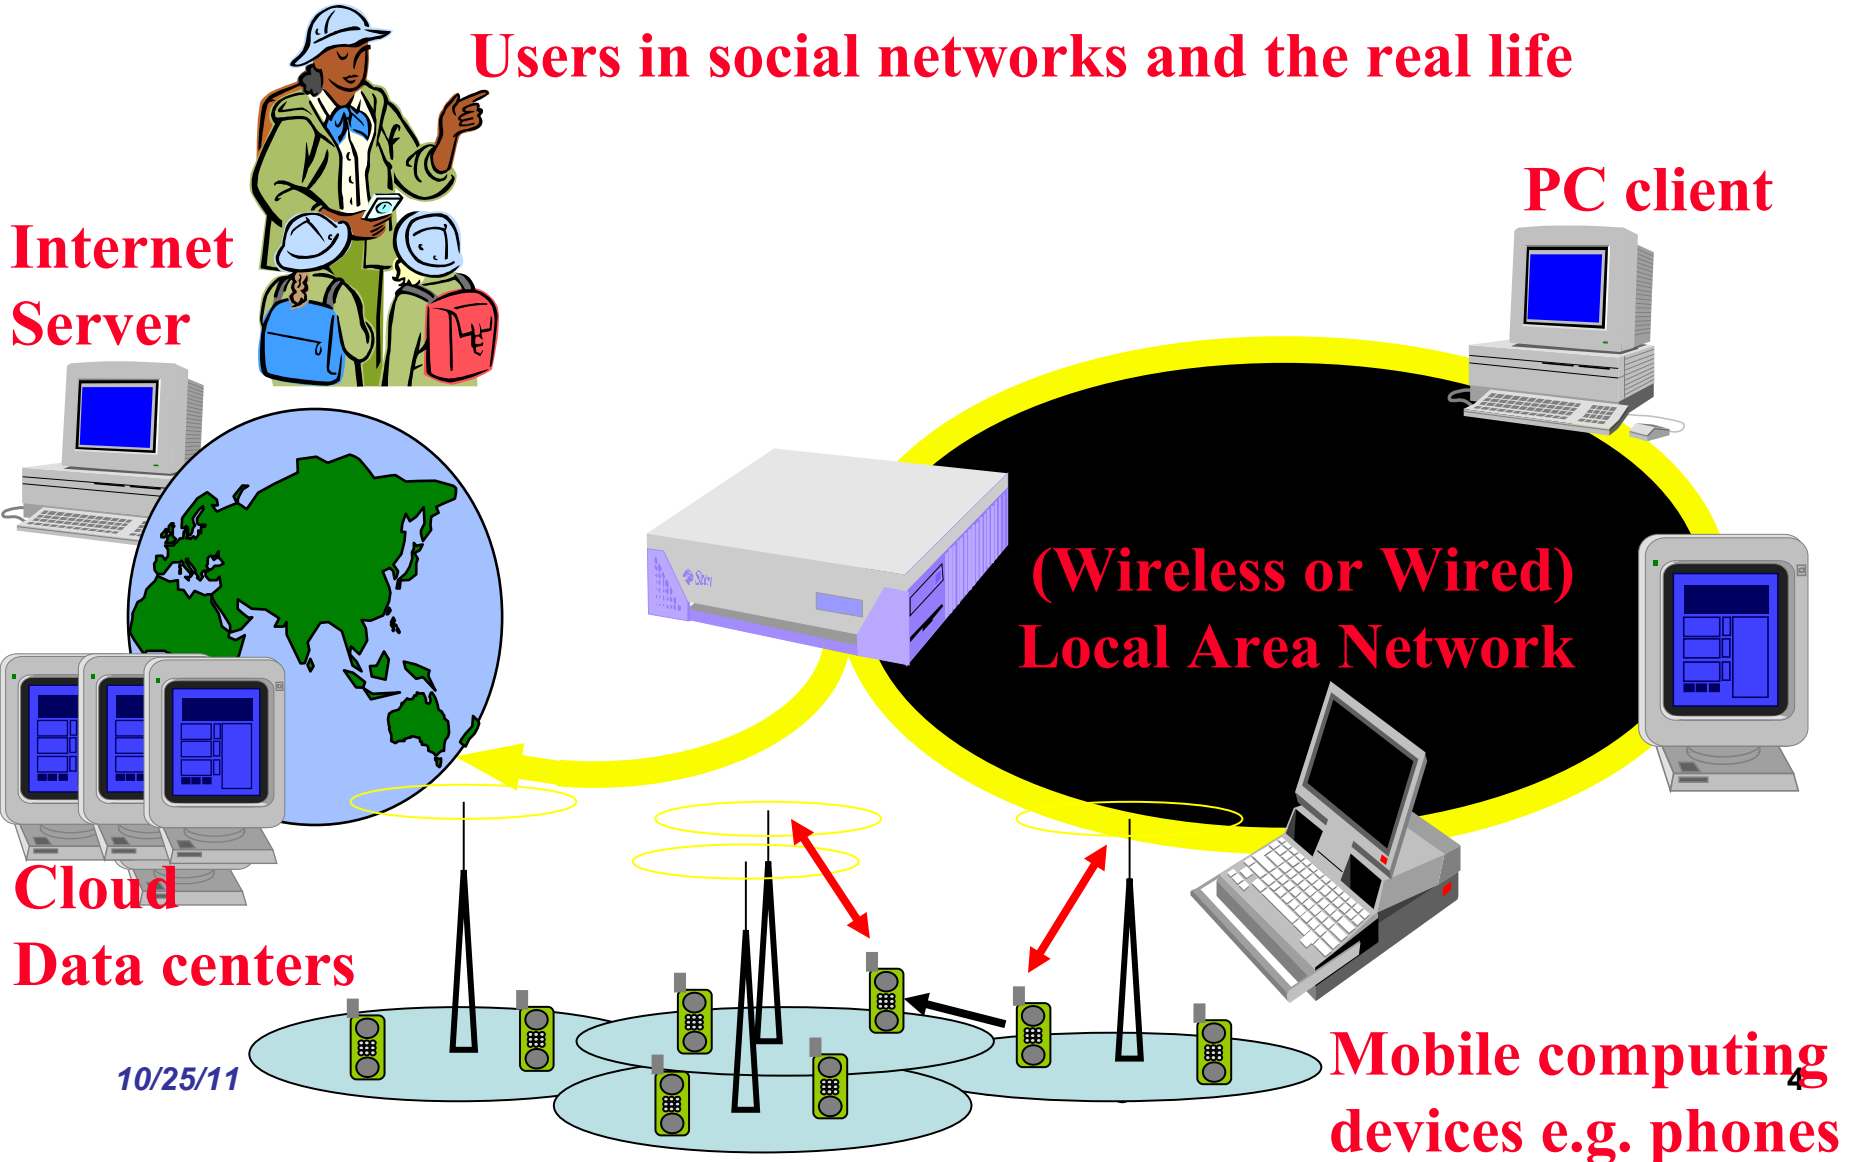 Users in social networks and the real life
PC client
Internet
Server
Sun
(Wireless or Wired)
Local Area Network
Cloud
Data centers
Mobile computing
devices e.g. phones
10/25/11
4